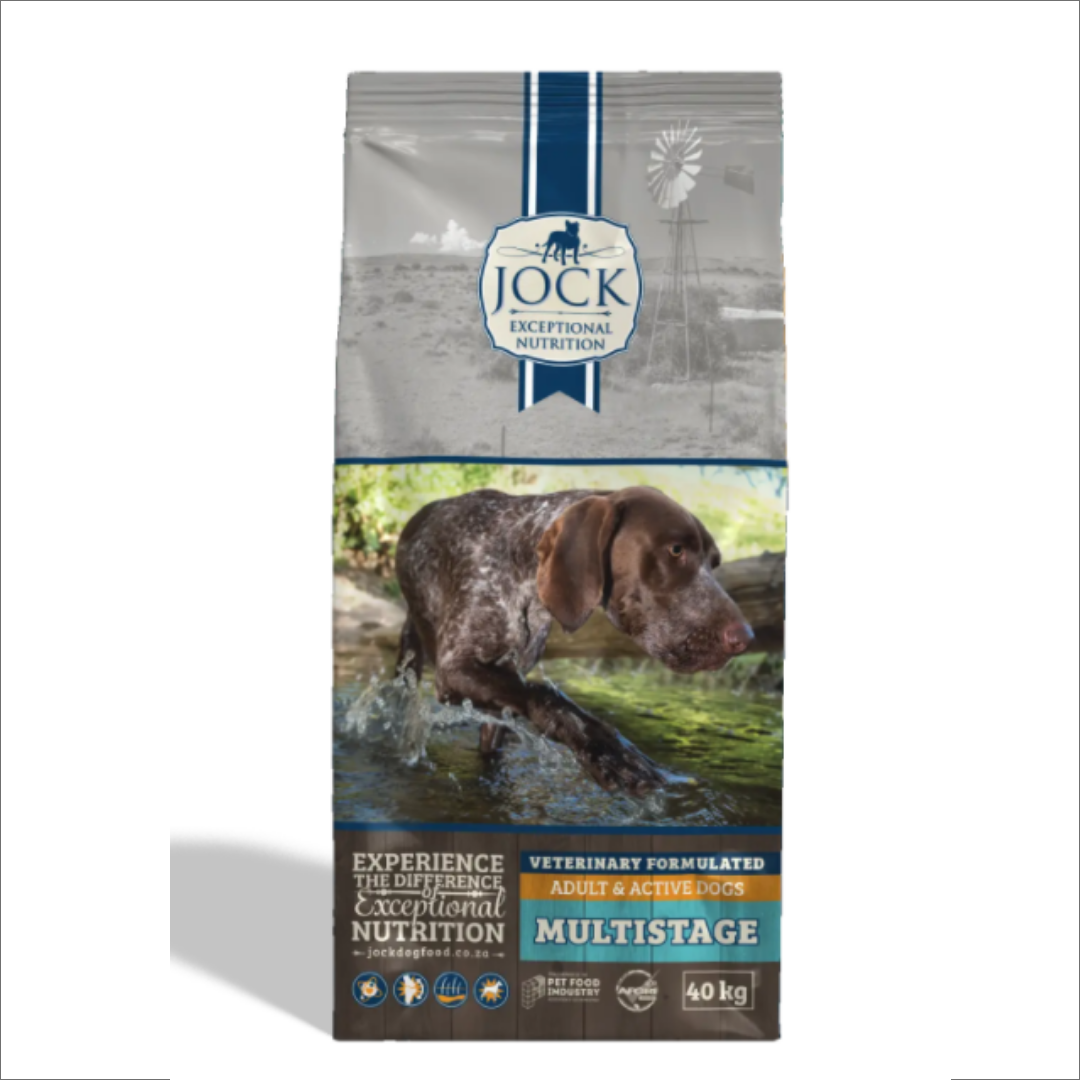 JOCK
EXCEPTIONAL
NUTRITION
EXPERIENCE
THE DIFFERENCE
of
Exceptional
NUTRITION
jockdogfood.co.za
VETERINARY FORMULATED
ADULT & ACTIVE DOGS
MULTISTAGE
PET FOOD
INDUSTRY
40 kg